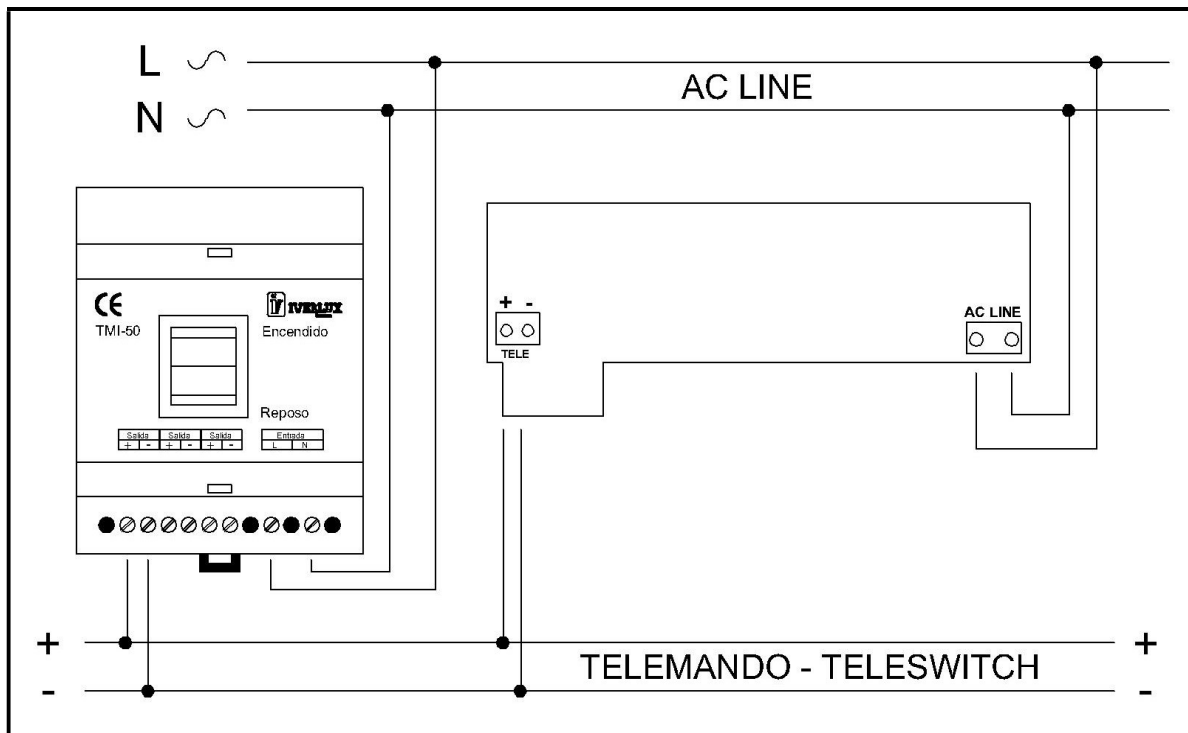 L
AC LINE
N
CE
IVERLUX
TMI-50
Encendido
Reposo
Salida Salida Salida Entrada
+ - + - + - L N
+ -
TELE
AC LINE
+ +
TELEMANDO - TELESWITCH
- -